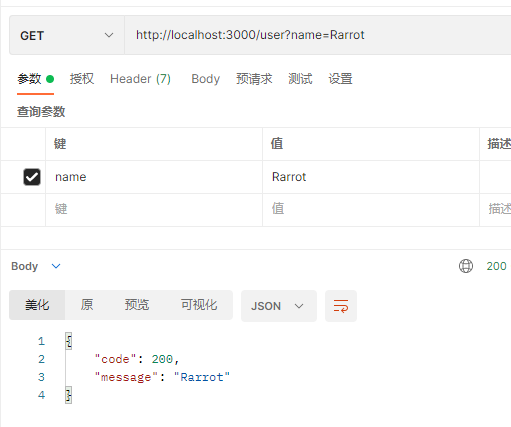 GET http://localhost:3000/user?name=Rarrot
参数 授权 Header (7) Body 预请求 测试 设置
查询参数
键 值 描述
name Rarrot
键 值 描述
Body 200
美化 原 预览 可视化 JSON
1 {
2 "code": 200,
3 "message": "Rarrot"
4 }